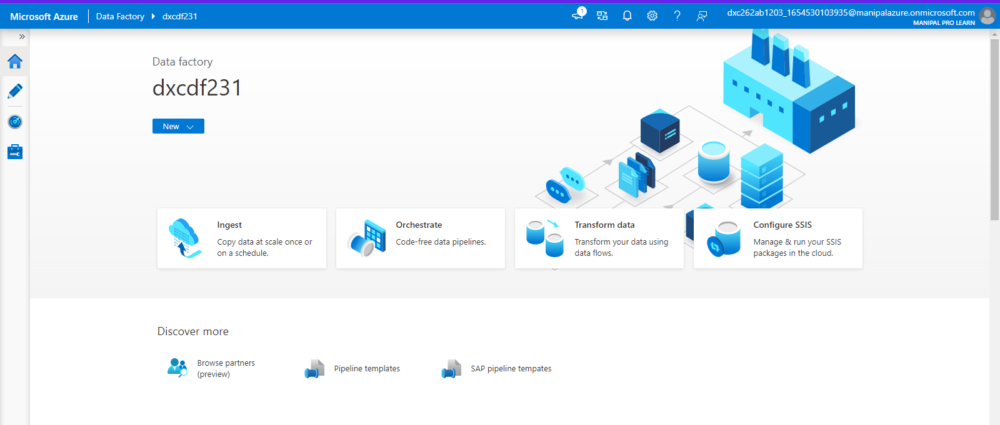 Microsoft Azure
Data Factory
dxcdf231
1
dxc262ab1203_1654530103935@manipalazure.onmicrosoft.com
MANIPAL PRO LEARN
Data factory
dxcdf231
New
Ingest
Copy data at scale once or
on a schedule.
Orchestrate
Code-free data pipelines.
Transform data
Transform your data using
data flows.
Configure SSIS
Manage & run your SSIS
packages in the cloud.
Discover more
Browse partners
(preview)
Pipeline templates
SAP pipeline tempates